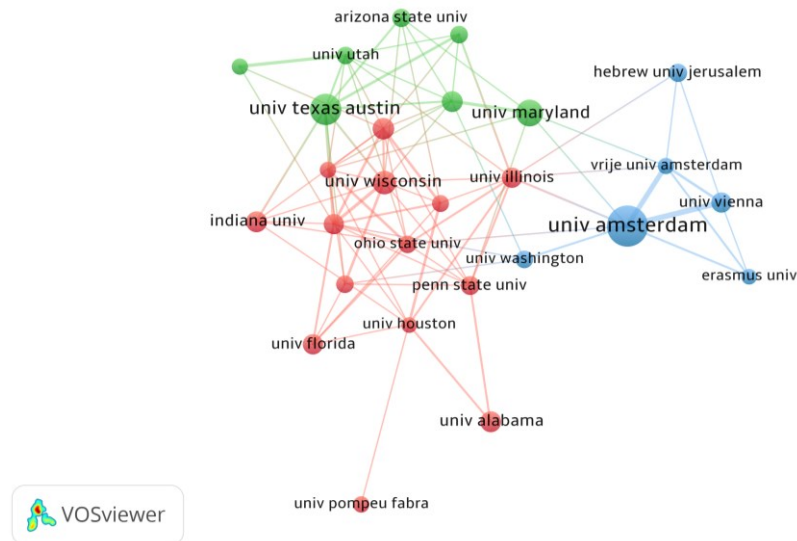 arizona state univ
univ utah
hebrew univ jerusalem
univ texas austin
univ maryland
vrije univ amsterdam
univ wisconsin
univ illinois
univ vienna
indiana univ
univ amsterdam
ohio state univ
univ washington
erasmus univ
penn state univ
univ houston
univ florida
univ alabama
univ pompeu fabra
VOSviewer